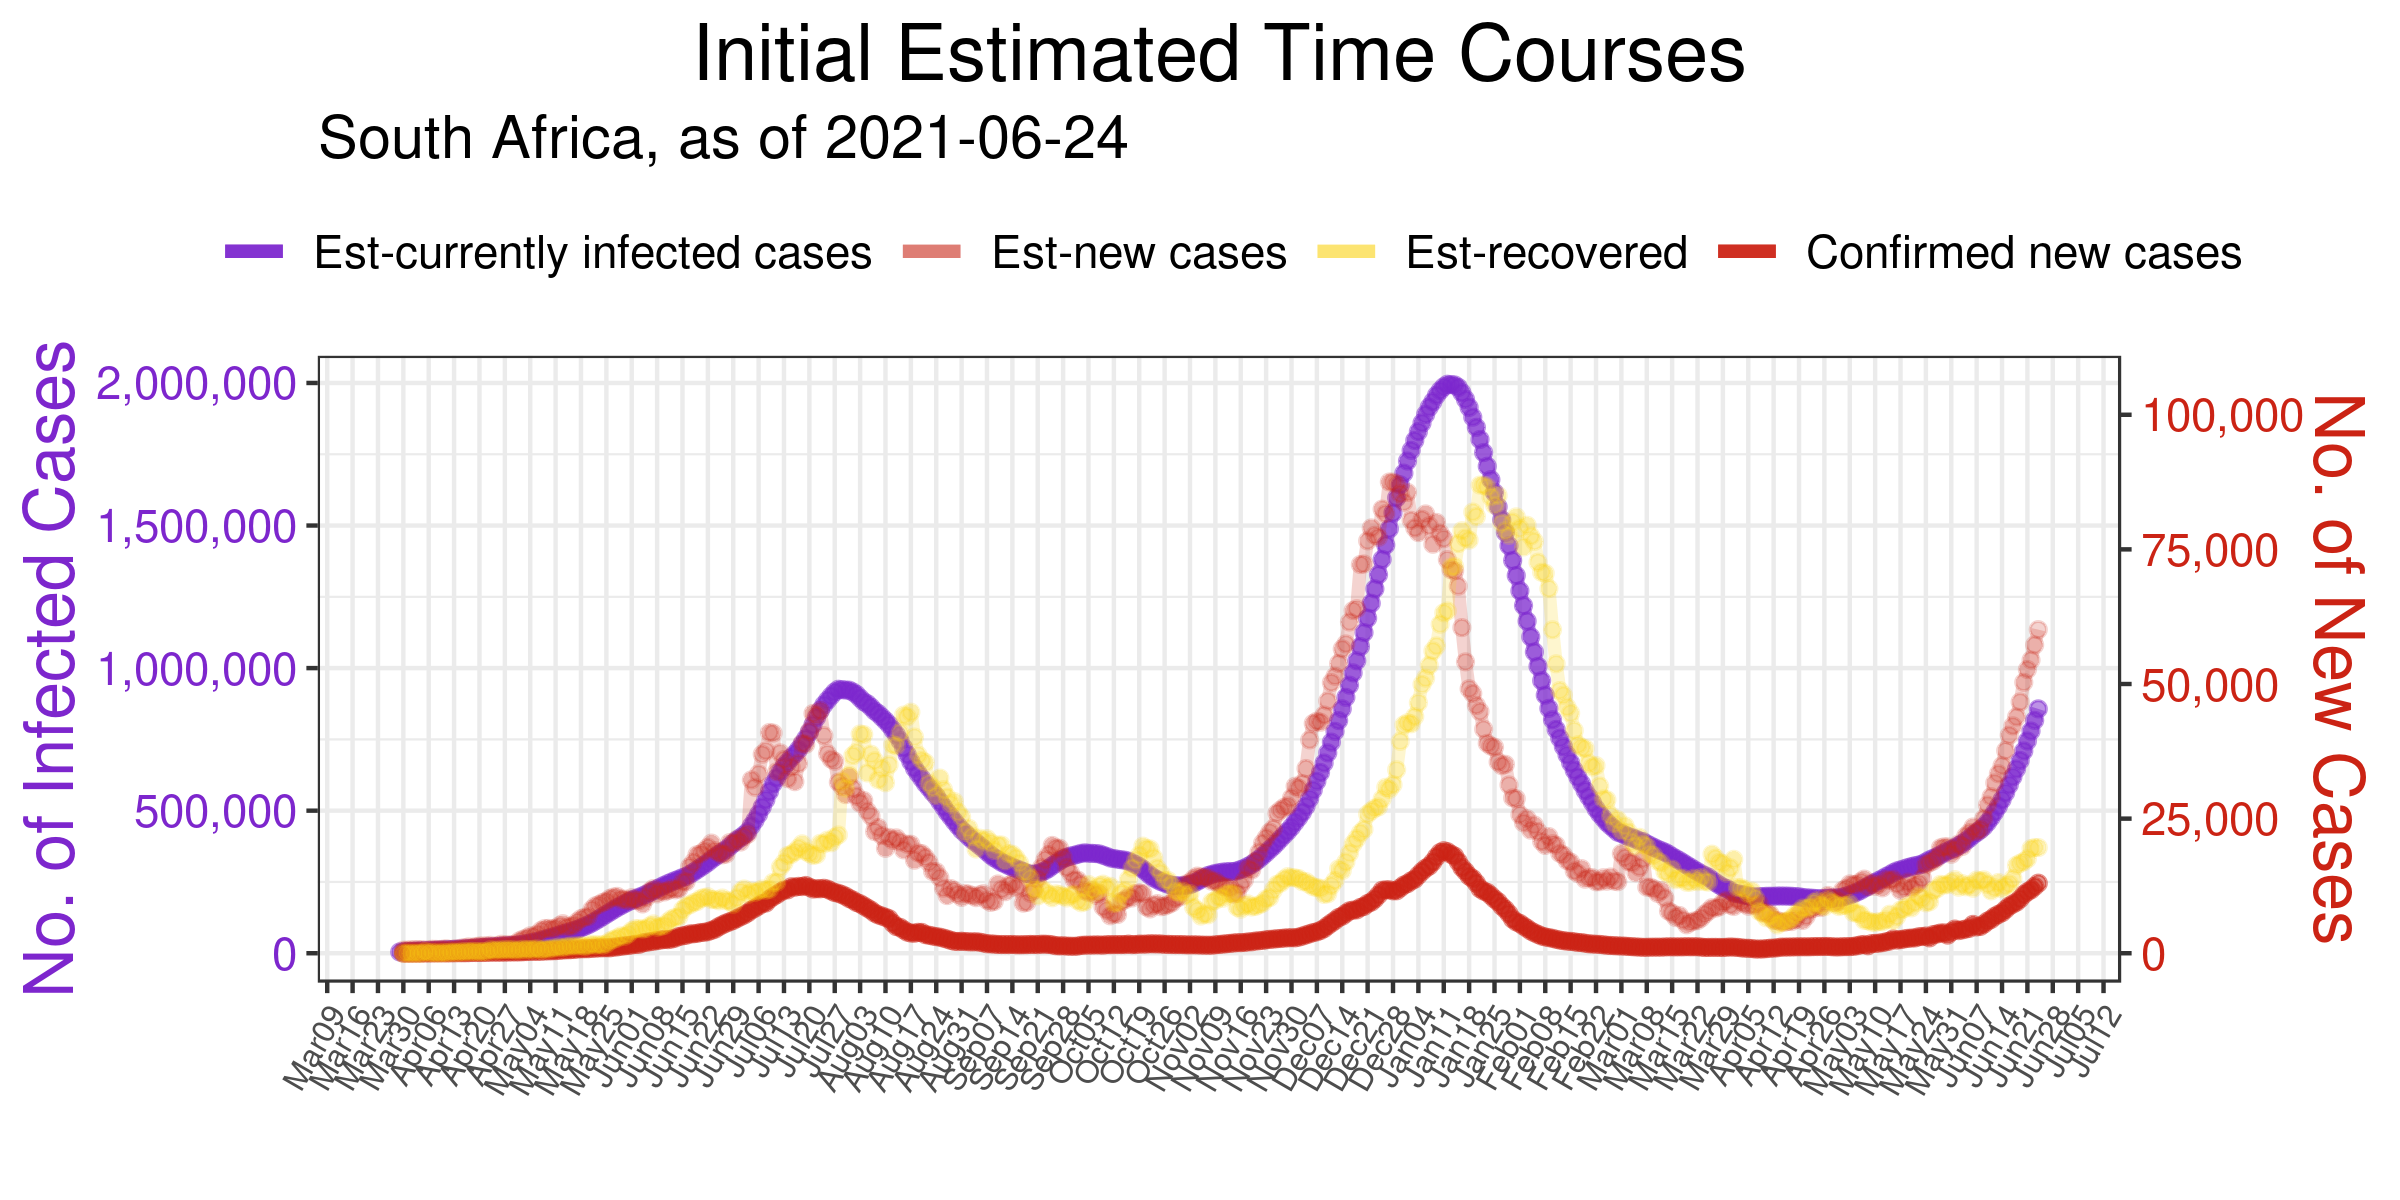 Initial Estimated Time Courses
South Africa, as of 2021-06-24
Est-currently infected cases Est-new cases Est-recovered Confirmed new cases
No. of Infected Cases
2,000,000
1,500,000
1,000,000
500,000
0
100,000
75,000
50,000
25,000
0
No. of New Cases
Mar09 Mar16 Mar23 Mar30 Apr06 Apr13 Apr20 Apr27 May04 May11 May18 May25 Jun01 Jun08 Jun15 Jun22 Jun29 Jul06 Jul13 Jul20 Jul27 Aug03 Aug10 Aug17 Aug24 Aug31 Sep07 Sep14 Sep21 Sep28 Oct05 Oct12 Oct19 Oct26 Nov02 Nov09 Nov16 Nov23 Nov30 Dec07 Dec14 Dec21 Dec28 Jan04 Jan11 Jan18 Jan25 Feb01 Feb08 Feb15 Feb22 Mar01 Mar08 Mar15 Mar22 Mar29 Apr05 Apr12 Apr19 Apr26 May03 May10 May17 May24 May31 Jun07 Jun14 Jun21 Jun28 Jul05 Jul12